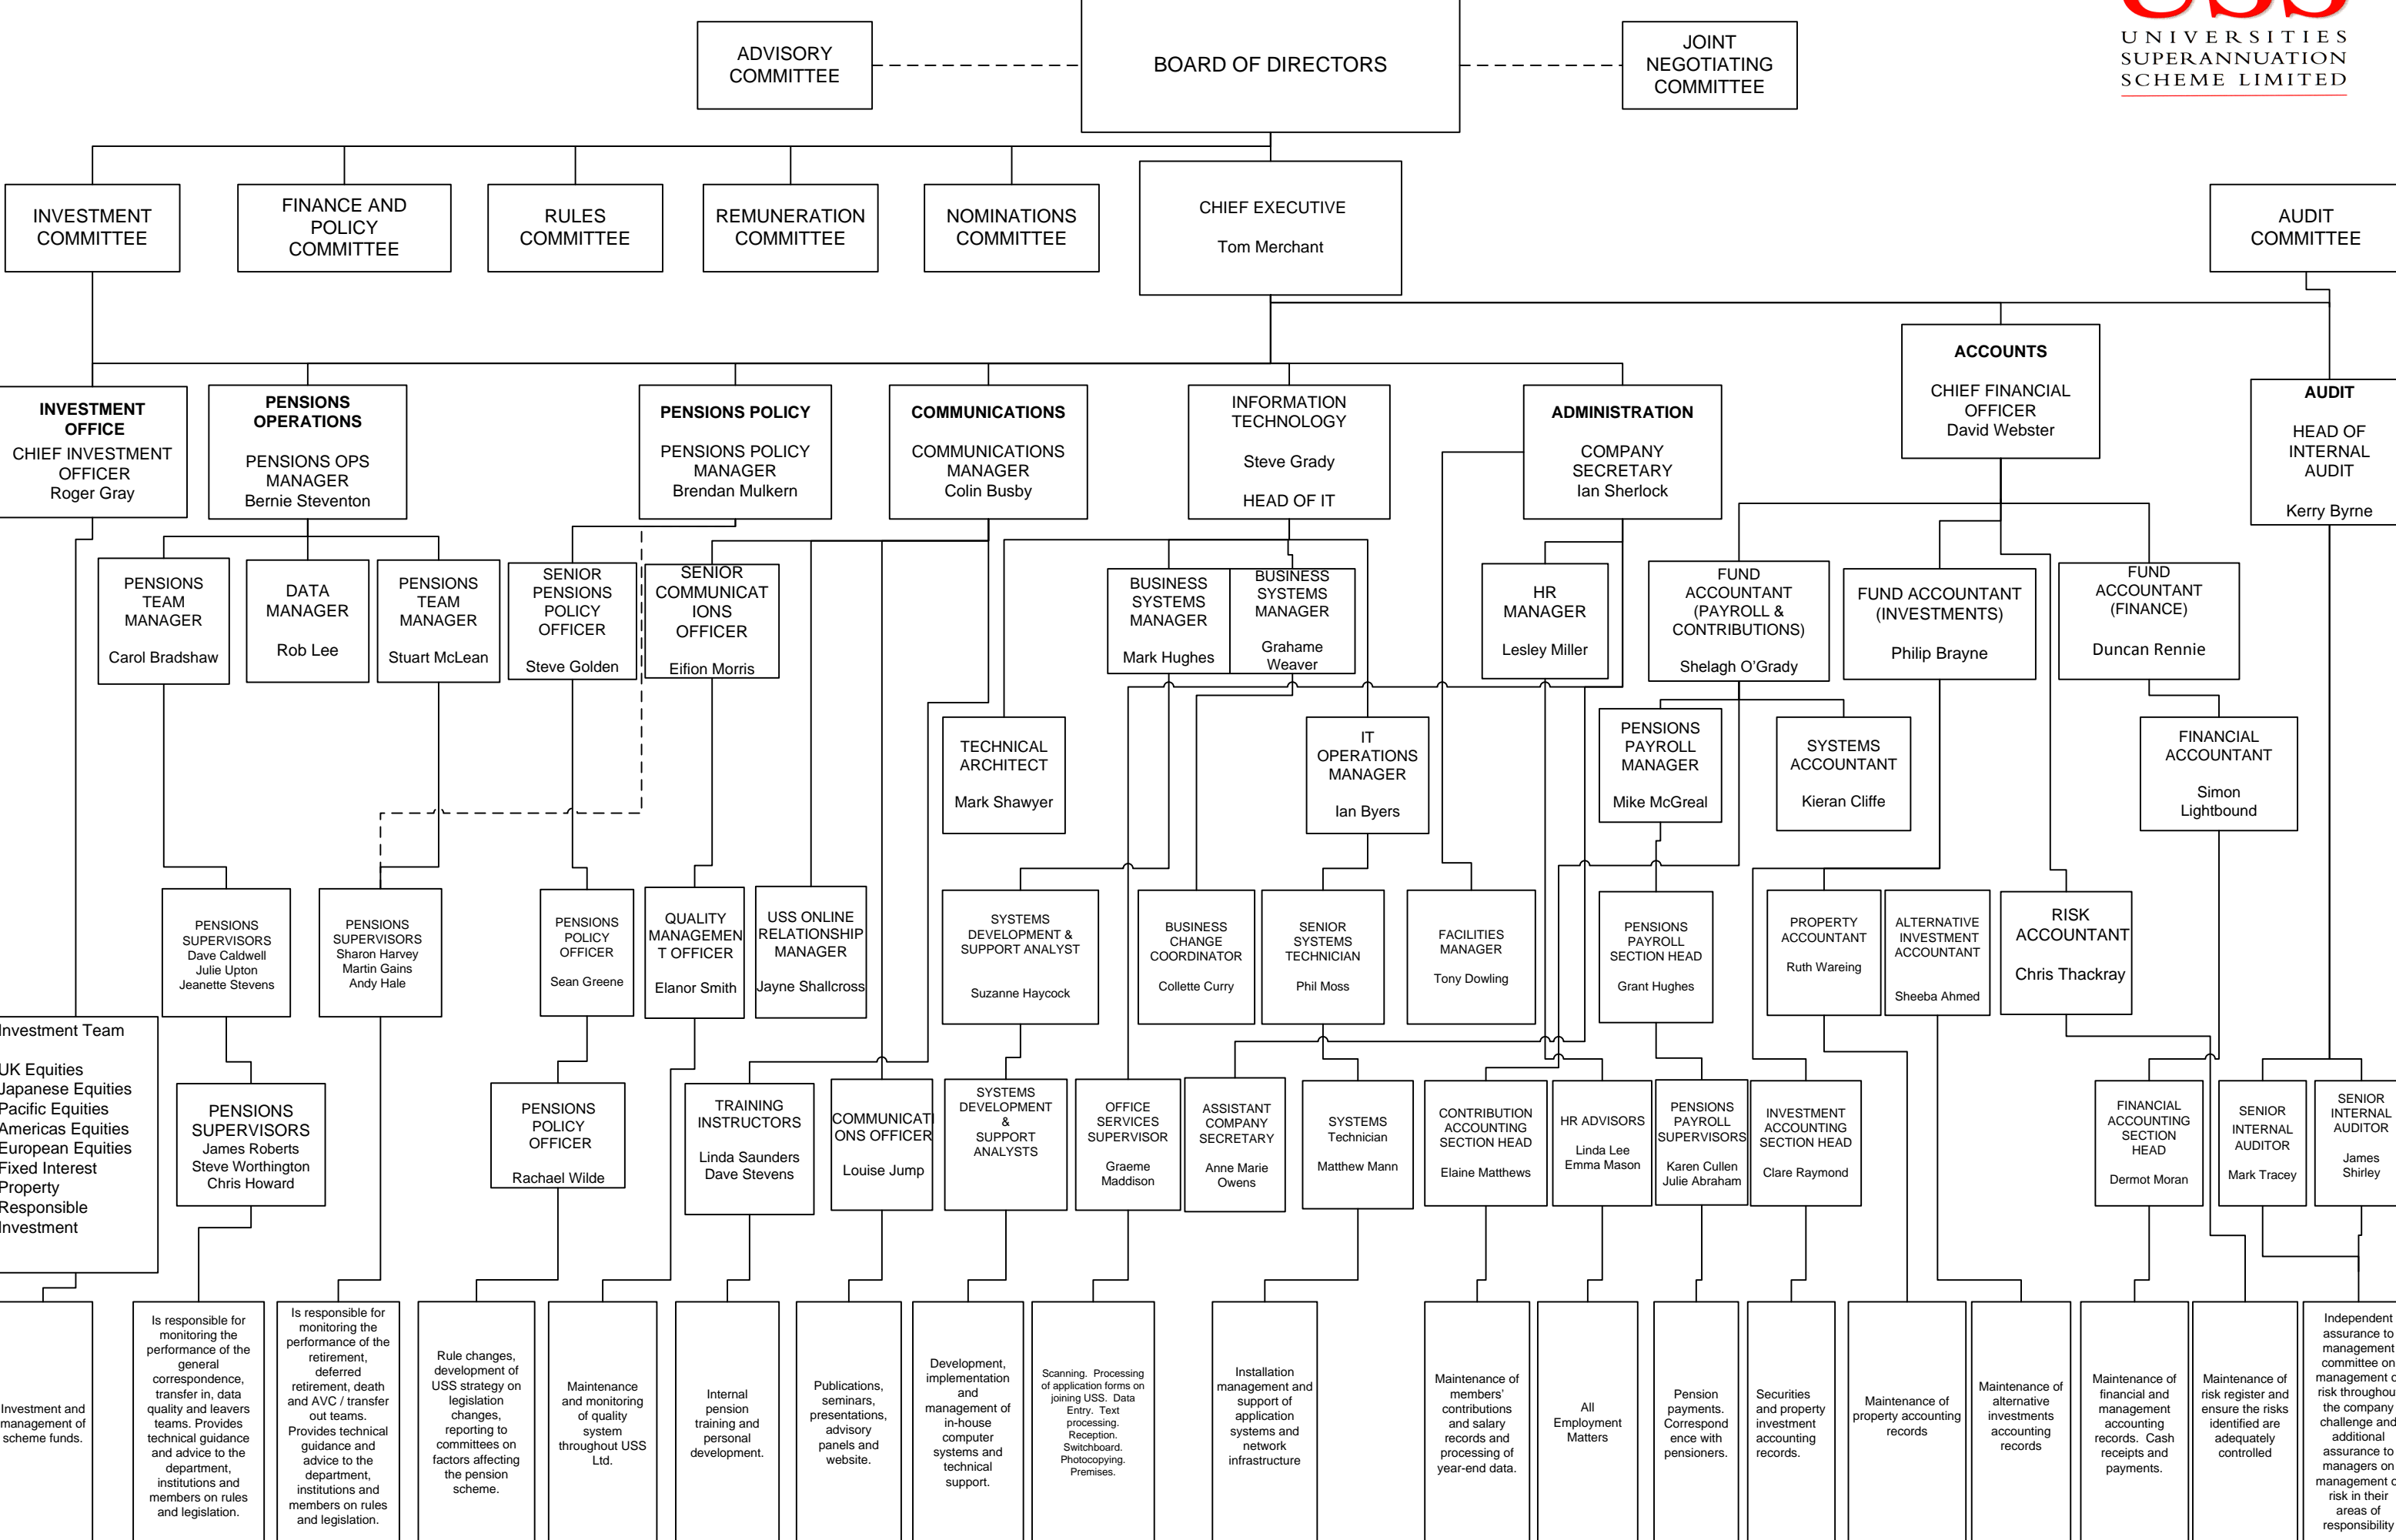 USS
UNIVERSITIES
SUPERANNUATION
SCHEME LIMITED
ADVISORY
COMMITTEE
BOARD OF DIRECTORS
JOINT
NEGOTIATING
COMMITTEE
INVESTMENT
COMMITTEE
FINANCE AND
POLICY
COMMITTEE
RULES
COMMITTEE
REMUNERATION
COMMITTEE
NOMINATIONS
COMMITTEE
CHIEF EXECUTIVE
Tom Merchant
AUDIT
COMMITTEE
INVESTMENT
OFFICE
CHIEF INVESTMENT
OFFICER
Roger Gray
PENSIONS
OPERATIONS
PENSIONS OPS
MANAGER
Bernie Steventon
PENSIONS POLICY
PENSIONS POLICY
MANAGER
Brendan Mulkern
COMMUNICATIONS
COMMUNICATIONS
MANAGER
Colin Busby
INFORMATION
TECHNOLOGY
Steve Grady
HEAD OF IT
ADMINISTRATION
COMPANY
SECRETARY
Ian Sherlock
ACCOUNTS
CHIEF FINANCIAL
OFFICER
David Webster
AUDIT
HEAD OF
INTERNAL
AUDIT
Kerry Byrne
PENSIONS
TEAM
MANAGER
Carol Bradshaw
DATA
MANAGER
Rob Lee
PENSIONS
TEAM
MANAGER
Stuart McLean
SENIOR
PENSIONS
POLICY
OFFICER
Steve Golden
SENIOR
COMMUNICAT
IONS
OFFICER
Eifion Morris
BUSINESS
SYSTEMS
MANAGER
Mark Hughes
BUSINESS
SYSTEMS
MANAGER
Grahame
Weaver
HR
MANAGER
Lesley Miller
FUND
ACCOUNTANT
(PAYROLL &
CONTRIBUTIONS)
Shelagh O'Grady
FUND ACCOUNTANT
(INVESTMENTS)
Philip Brayne
FUND
ACCOUNTANT
(FINANCE)
Duncan Rennie
TECHNICAL
ARCHITECT
Mark Shawyer
IT
OPERATIONS
MANAGER
Ian Byers
PENSIONS
PAYROLL
MANAGER
Mike McGreal
SYSTEMS
ACCOUNTANT
Kieran Cliffe
FINANCIAL
ACCOUNTANT
Simon
Lightbound
PENSIONS
SUPERVISORS
Dave Caldwell
Julie Upton
Jeanette Stevens
PENSIONS
SUPERVISORS
Sharon Harvey
Martin Gains
Andy Hale
PENSIONS
POLICY
OFFICER
Sean Greene
QUALITY
MANAGEMEN
T OFFICER
Elanor Smith
USS ONLINE
RELATIONSHIP
MANAGER
Jayne Shallcross
SYSTEMS
DEVELOPMENT &
SUPPORT ANALYST
Suzanne Haycock
BUSINESS
CHANGE
COORDINATOR
Collette Curry
SENIOR
SYSTEMS
TECHNICIAN
Phil Moss
FACILITIES
MANAGER
Tony Dowling
PENSIONS
PAYROLL
SECTION HEAD
Grant Hughes
PROPERTY
ACCOUNTANT
Ruth Wareing
ALTERNATIVE
INVESTMENT
ACCOUNTANT
Sheeba Ahmed
RISK
ACCOUNTANT
Chris Thackray
Investment Team
UK Equities
Japanese Equities
Pacific Equities
Americas Equities
European Equities
Fixed Interest
Property
Responsible
Investment
PENSIONS
SUPERVISORS
James Roberts
Steve Worthington
Chris Howard
PENSIONS
POLICY
OFFICER
Rachael Wilde
TRAINING
INSTRUCTORS
Linda Saunders
Dave Stevens
COMMUNICATI
ONS OFFICER
Louise Jump
SYSTEMS
DEVELOPMENT
&
SUPPORT
ANALYSTS
OFFICE
SERVICES
SUPERVISOR
Graeme
Maddison
ASSISTANT
COMPANY
SECRETARY
Anne Marie
Owens
SYSTEMS
Technician
Matthew Mann
CONTRIBUTION
ACCOUNTING
SECTION HEAD
Elaine Matthews
HR ADVISORS
Linda Lee
Emma Mason
PENSIONS
PAYROLL
SUPERVISORS
Karen Cullen
Julie Abraham
INVESTMENT
ACCOUNTING
SECTION HEAD
Clare Raymond
FINANCIAL
ACCOUNTING
SECTION
HEAD
Dermot Moran
SENIOR
INTERNAL
AUDITOR
Mark Tracey
SENIOR
INTERNAL
AUDITOR
James
Shirley
Investment and
management of
scheme funds.
Is responsible for
monitoring the
performance of the
general
correspondence,
transfer in, data
quality and leavers
teams. Provides
technical guidance
and advice to the
department,
institutions and
members on rules
and legislation.
Is responsible for
monitoring the
performance of the
retirement,
deferred
retirement, death
and AVC / transfer
out teams.
Provides technical
guidance and
advice to the
department,
institutions and
members on rules
and legislation.
Rule changes,
development of
USS strategy on
legislation
changes,
reporting to
committees on
factors affecting
the pension
scheme.
Maintenance
and monitoring
of quality
system
throughout USS
Ltd.
Internal
pension
training and
personal
development.
Publications,
seminars,
presentations,
advisory
panels and
website.
Development,
implementation
and
management of
in-house
computer
systems and
technical
support.
Scanning. Processing
of application forms on
joining USS. Data
Entry. Text
processing.
Reception.
Switchboard.
Photocopying.
Premises.
Installation
management and
support of
application
systems and
network
infrastructure
Maintenance of
members'
contributions
and salary
records and
processing of
year-end data.
All
Employment
Matters
Pension
payments.
Correspond
ence with
pensioners.
Securities
and property
investment
accounting
records.
Maintenance of
property accounting
records
Maintenance of
alternative
investments
accounting
records
Maintenance of
financial and
management
accounting
records. Cash
receipts and
payments.
Maintenance of
risk register and
ensure the risks
identified are
adequately
controlled
Independent
assurance to
management
committee on
management o
risk throughou
the company
challenge and
additional
assurance to
managers on
management o
risk in their
areas of
responsibility